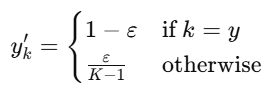 y'_k = { 1 − ε if k = y
ε/(K−1) otherwise